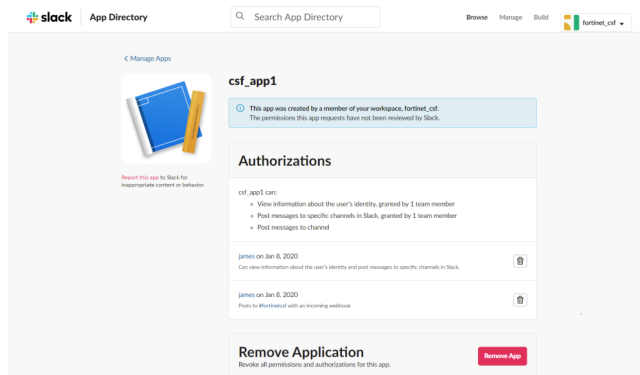 slack App Directory Search App Directory Browse Manage Build fortinet_csf
< Manage Apps
csf_app1
This app was created by a member of your workspace, fortinet_csf.
The permissions this app requests have not been reviewed by Slack.
Report this app to Slack for
inappropriate content or behavior.
Authorizations
csf_app1 can:
View information about the user's identity, granted by 1 team member
Post messages to specific channels in Slack, granted by 1 team member
Post messages to channel
james on Jan 8, 2020
Can view information about the user's identity and post messages to specific channels in Slack.
james on Jan 8, 2020
Posts to #fortinetcsf with an incoming webhook
Remove Application
Revoke all permissions and authorizations for this app.
Remove App